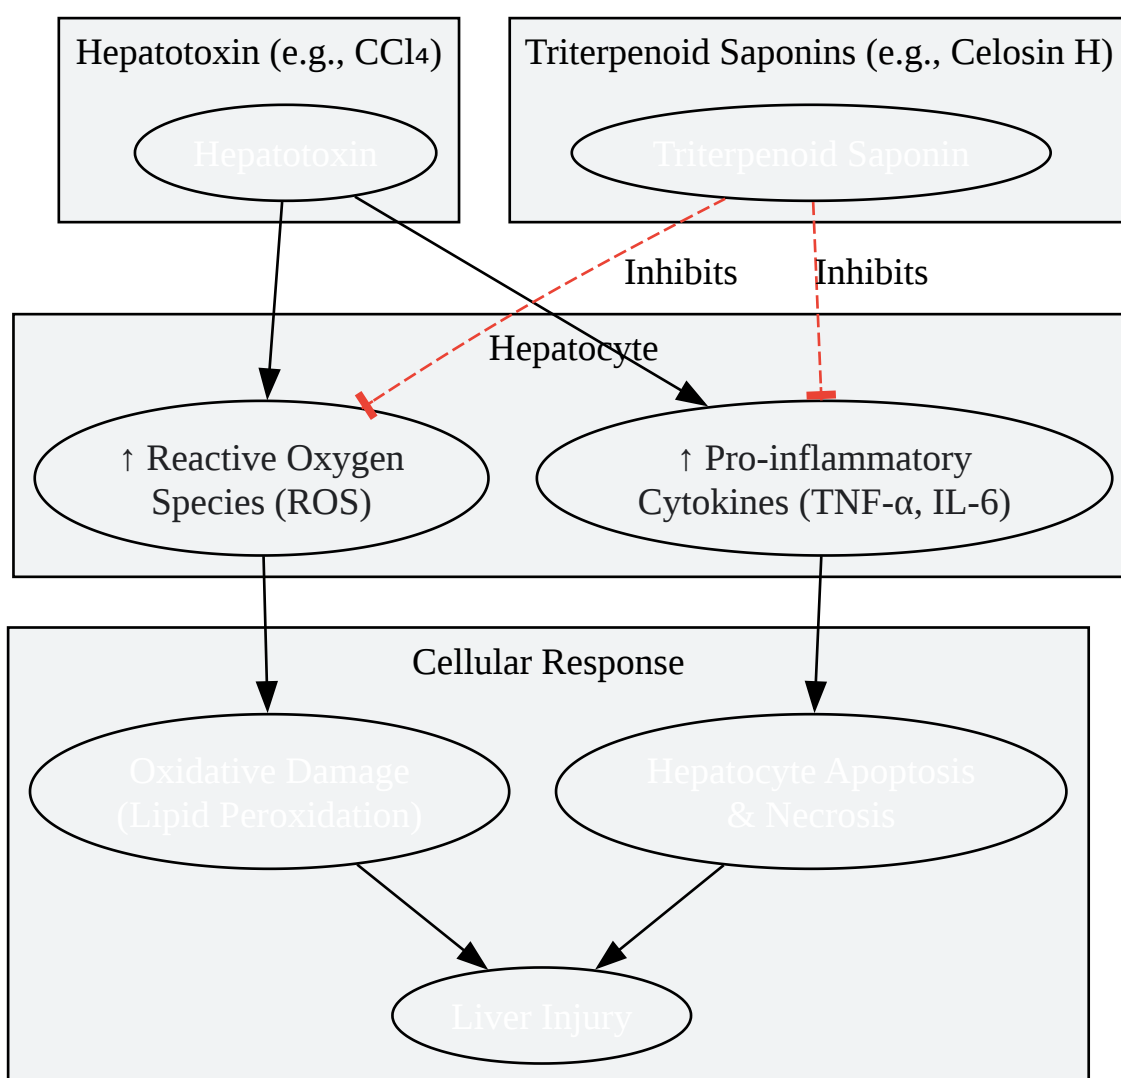 Hepatotoxin (e.g., CCl₄)
Triterpenoid Saponins (e.g., Celosin H)
Hepatotoxin
Triterpenoid Saponin
Inhibits
Inhibits
Hepatocyte
↑ Reactive Oxygen
Species (ROS)
↑ Pro-inflammatory
Cytokines (TNF-α, IL-6)
Cellular Response
Oxidative Damage
(Lipid Peroxidation)
Hepatocyte Apoptosis
& Necrosis
Liver Injury